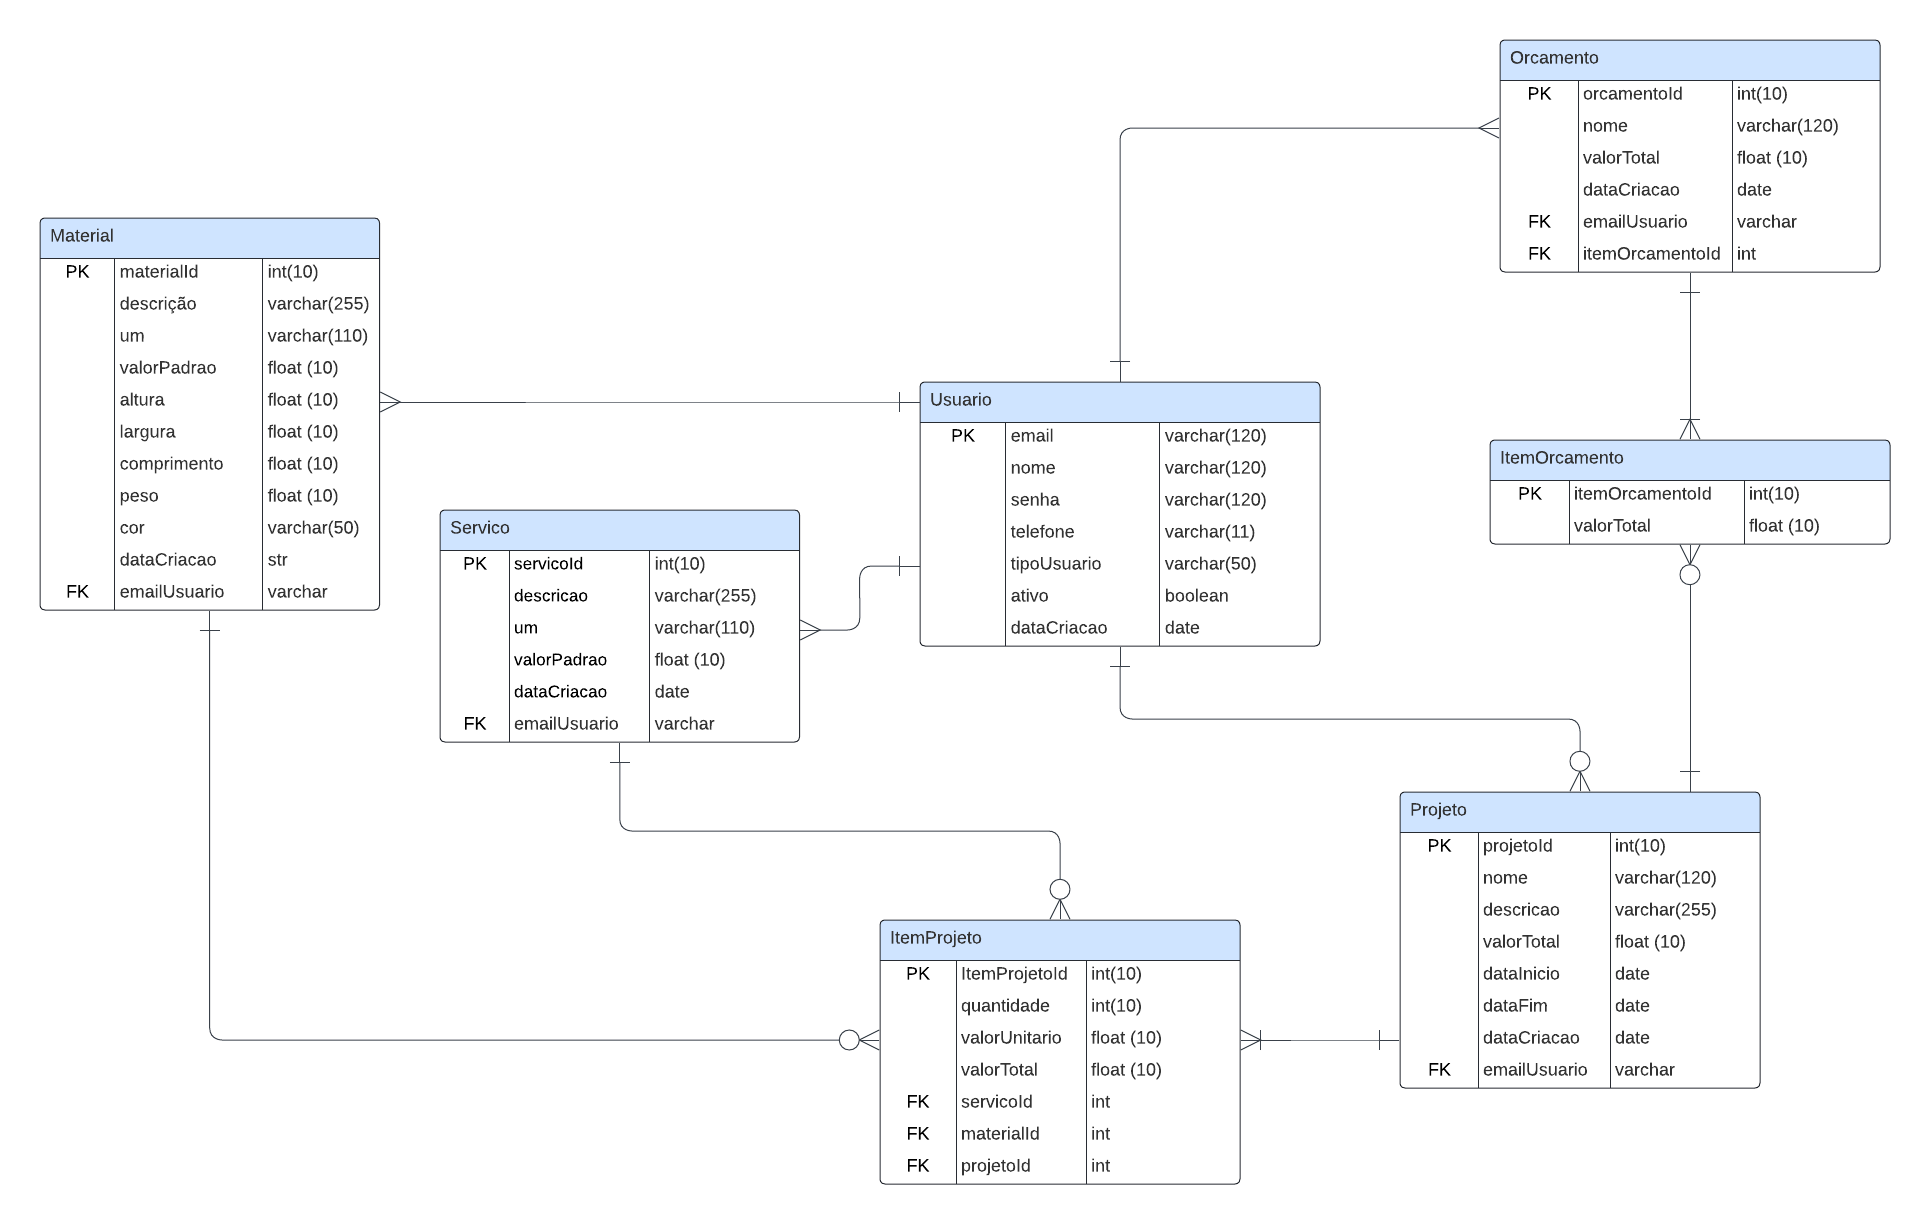 Orcamento
PK orcamentoId int(10)
nome varchar(120)
valorTotal float (10)
dataCriacao date
FK emailUsuario varchar
FK itemOrcamentoId int
Material
PK materialId int(10)
descrição varchar(255)
um varchar(110)
valorPadrao float (10)
altura float (10)
largura float (10)
comprimento float (10)
peso float (10)
cor varchar(50)
dataCriacao str
FK emailUsuario varchar
Usuario
PK email varchar(120)
nome varchar(120)
senha varchar(120)
telefone varchar(11)
tipoUsuario varchar(50)
ativo boolean
dataCriacao date
ItemOrcamento
PK itemOrcamentoId int(10)
valorTotal float (10)
Servico
PK servicoId int(10)
descricao varchar(255)
um varchar(110)
valorPadrao float (10)
dataCriacao date
FK emailUsuario varchar
Projeto
PK projetoId int(10)
nome varchar(120)
descricao varchar(255)
valorTotal float (10)
dataInicio date
dataFim date
dataCriacao date
FK emailUsuario varchar
ItemProjeto
PK ItemProjetoId int(10)
quantidade int(10)
valorUnitario float (10)
valorTotal float (10)
FK servicoId int
FK materialId int
FK projetoId int